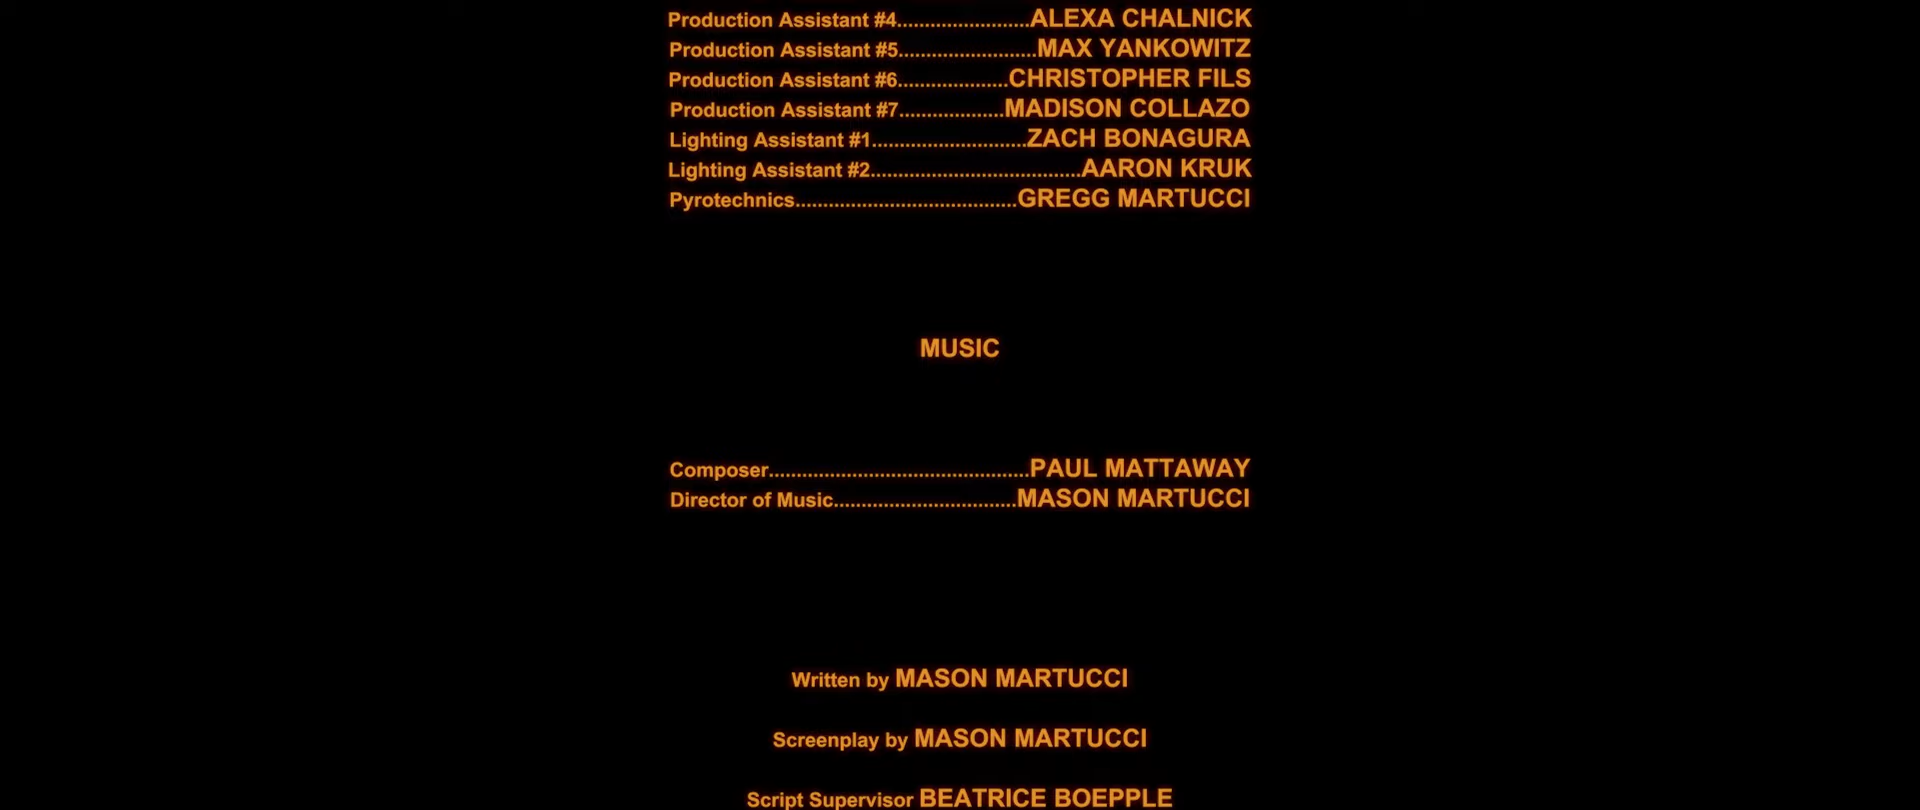 Production Assistant #4........................ALEXA CHALNICK
Production Assistant #5.........................MAX YANKOWITZ
Production Assistant #6....................CHRISTOPHER FILS
Production Assistant #7...................MADISON COLLAZO
Lighting Assistant #1............................ZACH BONAGURA
Lighting Assistant #2......................................AARON KRUK
Pyrotechnics........................................GREGG MARTUCCI
MUSIC
Composer...............................................PAUL MATTAWAY
Director of Music.................................MASON MARTUCCI
Written by MASON MARTUCCI
Screenplay by MASON MARTUCCI
Script Supervisor BEATRICE BOEPPLE